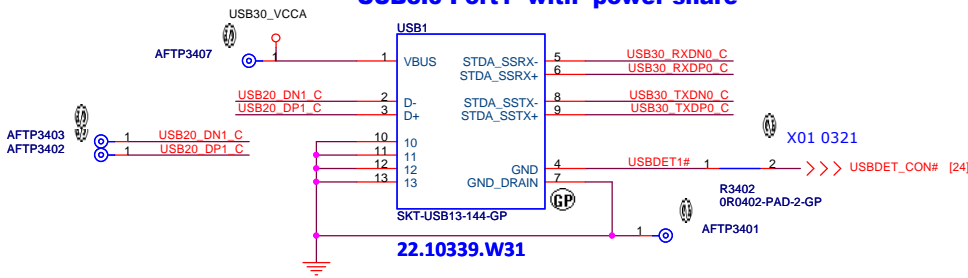 USB3.0 Port1 with power share
USB30_VCCA
USB1
AFTP3407
1
1
VBUS
STDA_SSRX-
5
USB30_RXDN0_C
STDA_SSRX+
6
USB30_RXDP0_C
USB20_DN1_C
2
D-
STDA_SSTX-
8
USB30_TXDN0_C
USB20_DP1_C
3
D+
STDA_SSTX+
9
USB30_TXDP0_C
AFTP3403
1
USB20_DN1_C
AFTP3402
1
USB20_DP1_C
10
10
11
11
12
12
13
13
GND
4
USBDET1#
1
2
USBDET_CON# [24]
GND_DRAIN
7
X01 0321
R3402
0R0402-PAD-2-GP
GP
SKT-USB13-144-GP
22.10339.W31
1
AFTP3401